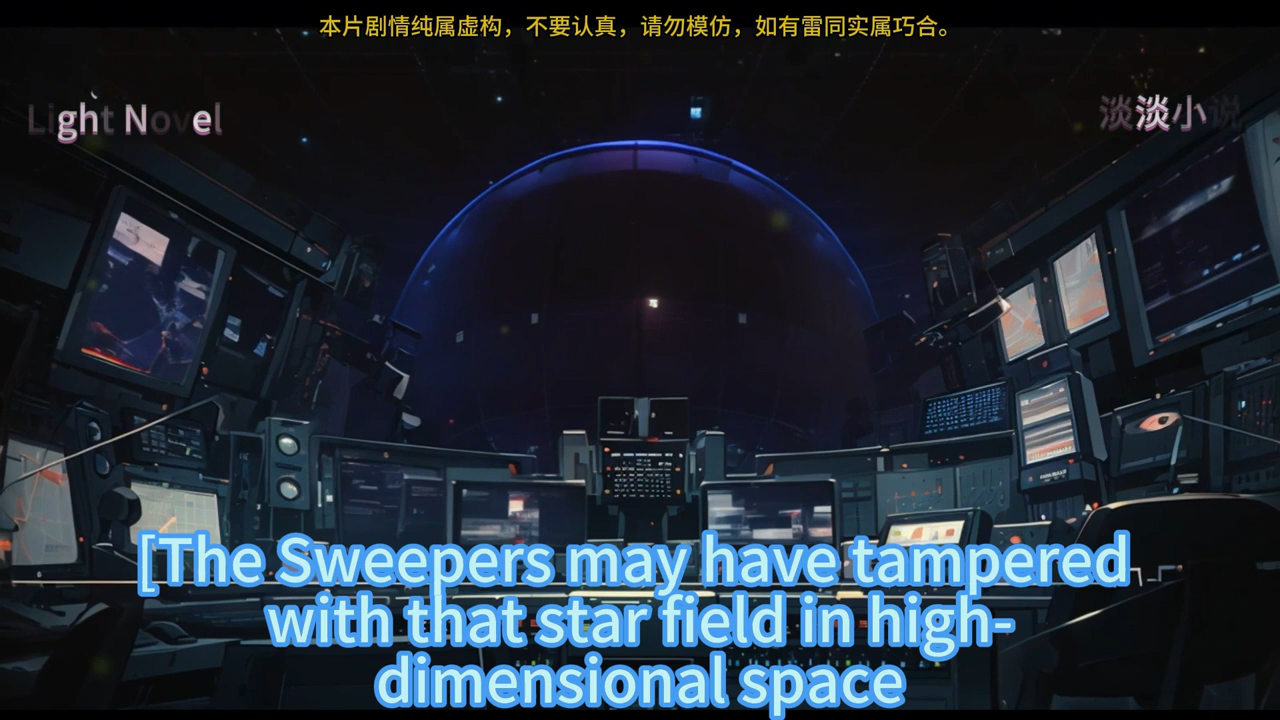 本片剧情纯属虚构，不要认真，请勿模仿，如有雷同实属巧合。
Light Novel
淡淡小说
[The Sweepers may have tampered
with that star field in high-
dimensional space